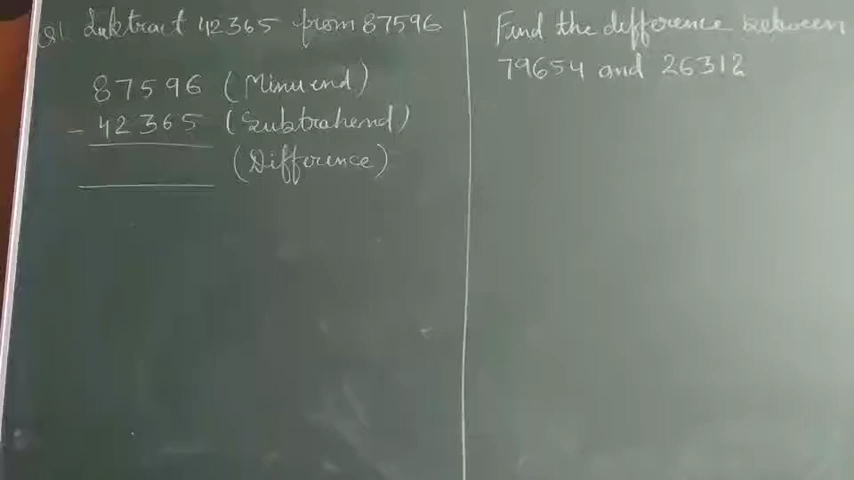 Q1. Subtract 42365 from 87596
87596 (Minuend)
- 42365 (Subtrahend)
(Difference)
Find the difference between
79654 and 26312